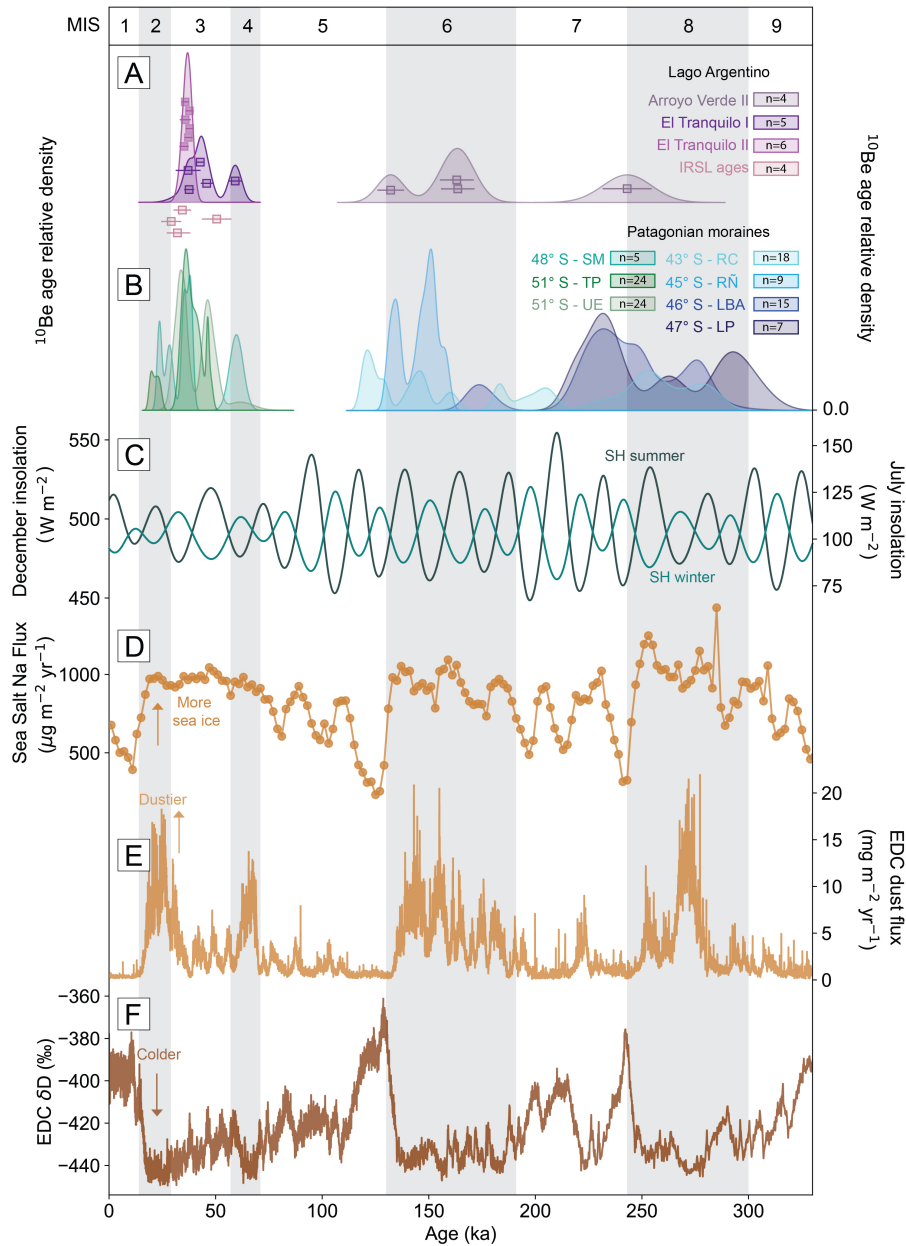 MIS 1 2 3 4 5 6 7 8 9
A
Lago Argentino
Arroyo Verde II n=4
El Tranquilo I n=5
El Tranquilo II n=6
IRSL ages n=4
¹⁰Be age relative density
¹⁰Be age relative density
B
Patagonian moraines
48° S - SM n=5 43° S - RC n=18
51° S - TP n=24 45° S - RÑ n=9
51° S - UE n=24 46° S - LBA n=15
47° S - LP n=7
0.0
C
December insolation
(W m⁻²)
550
500
450
SH summer
SH winter
150
125
100
75
July insolation
(W m⁻²)
D
Sea Salt Na Flux
(µg m⁻² yr⁻¹)
1000
500
More
sea ice
Dustier
E
20
15
10
5
0
EDC dust flux
(mg m⁻² yr⁻¹)
F
EDC δD (‰)
−360
−380
−400
−420
−440
Colder
0 50 100 150 200 250 300
Age (ka)